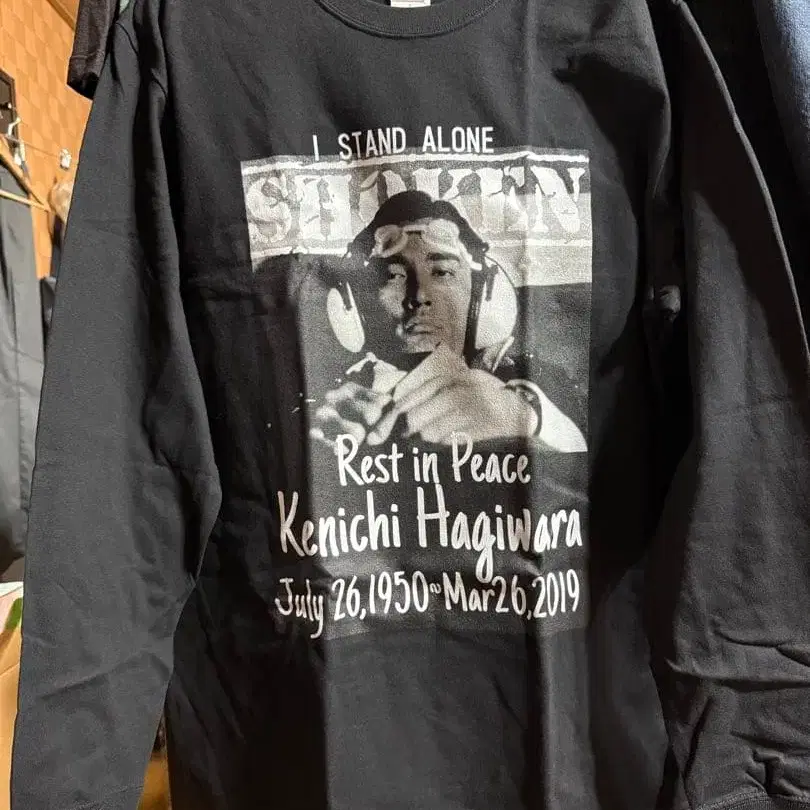 I STAND ALONE
SHOKEN
Rest in Peace
Kenichi Hagiwara
July 26,1950~Mar26,2019